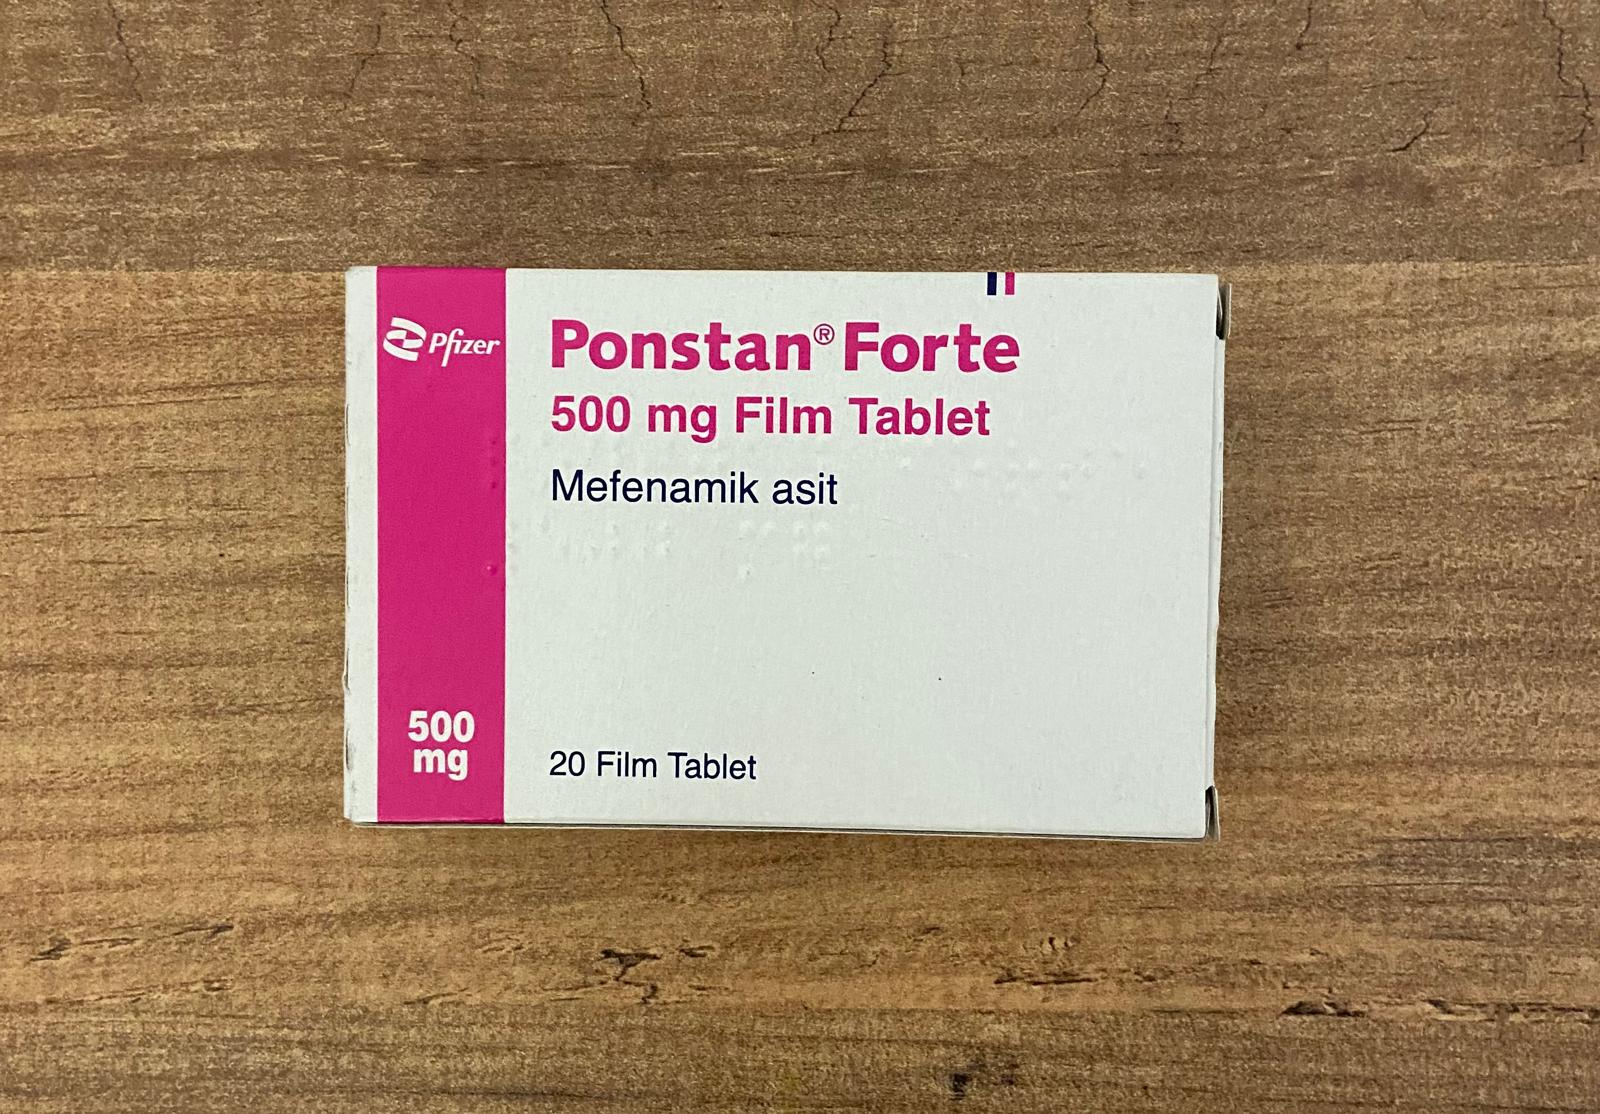 Pfizer
Ponstan® Forte
500 mg Film Tablet
Mefenamik asit
500
mg
20 Film Tablet